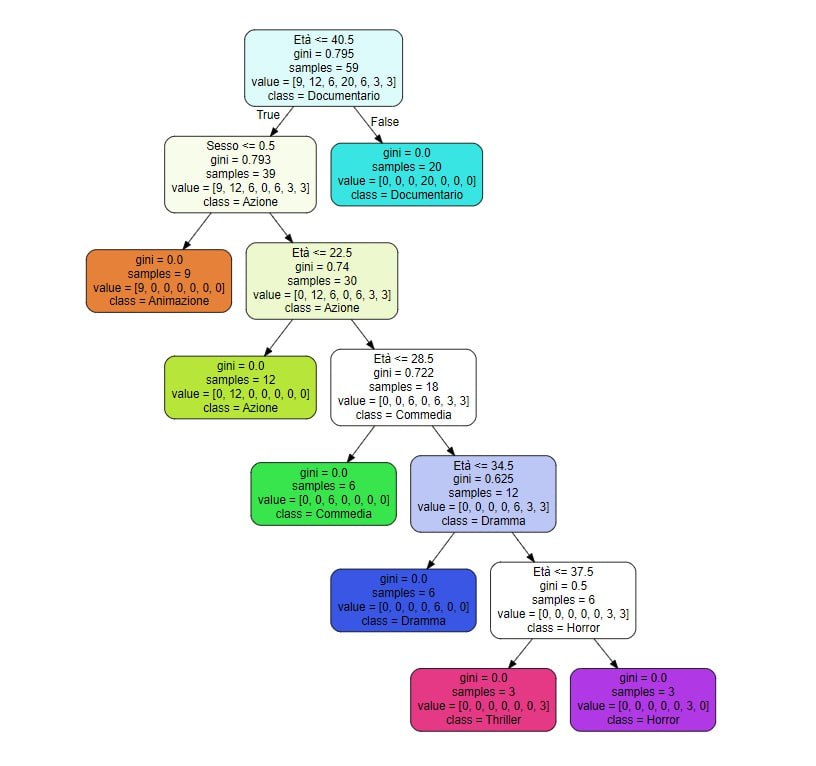 Età <= 40.5
gini = 0.795
samples = 59
value = [9, 12, 6, 20, 6, 3, 3]
class = Documentario
True
False
Sesso <= 0.5
gini = 0.793
samples = 39
value = [9, 12, 6, 0, 6, 3, 3]
class = Azione
gini = 0.0
samples = 20
value = [0, 0, 0, 20, 0, 0, 0]
class = Documentario
gini = 0.0
samples = 9
value = [9, 0, 0, 0, 0, 0, 0]
class = Animazione
Età <= 22.5
gini = 0.74
samples = 30
value = [0, 12, 6, 0, 6, 3, 3]
class = Azione
gini = 0.0
samples = 12
value = [0, 12, 0, 0, 0, 0, 0]
class = Azione
Età <= 28.5
gini = 0.722
samples = 18
value = [0, 0, 6, 0, 6, 3, 3]
class = Commedia
gini = 0.0
samples = 6
value = [0, 0, 6, 0, 0, 0, 0]
class = Commedia
Età <= 34.5
gini = 0.625
samples = 12
value = [0, 0, 0, 0, 6, 3, 3]
class = Dramma
gini = 0.0
samples = 6
value = [0, 0, 0, 0, 6, 0, 0]
class = Dramma
Età <= 37.5
gini = 0.5
samples = 6
value = [0, 0, 0, 0, 0, 3, 3]
class = Horror
gini = 0.0
samples = 3
value = [0, 0, 0, 0, 0, 0, 3]
class = Thriller
gini = 0.0
samples = 3
value = [0, 0, 0, 0, 0, 3, 0]
class = Horror